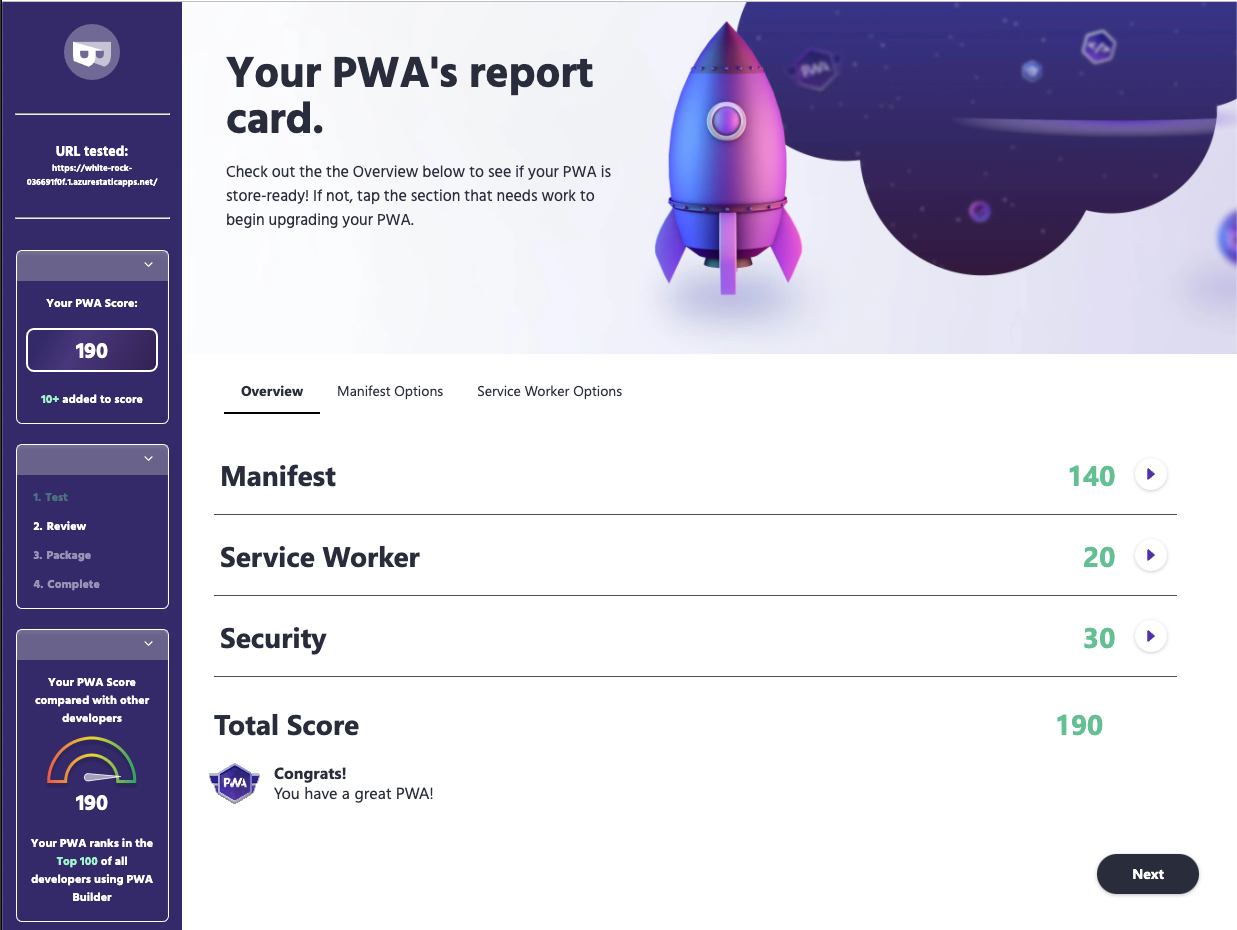 URL tested:
https://white-rock-
036691f0f.1.azurestaticapps.net/
Your PWA Score:
190
10+ added to score
1. Test
2. Review
3. Package
4. Complete
Your PWA Score
compared with other
developers
190
Your PWA ranks in the
Top 100 of all
developers using PWA
Builder
Your PWA's report
card.
Check out the the Overview below to see if your PWA is
store-ready! If not, tap the section that needs work to
begin upgrading your PWA.
PWA
Overview
Manifest Options
Service Worker Options
Manifest 140
Service Worker 20
Security 30
Total Score 190
PWA
Congrats!
You have a great PWA!
Next